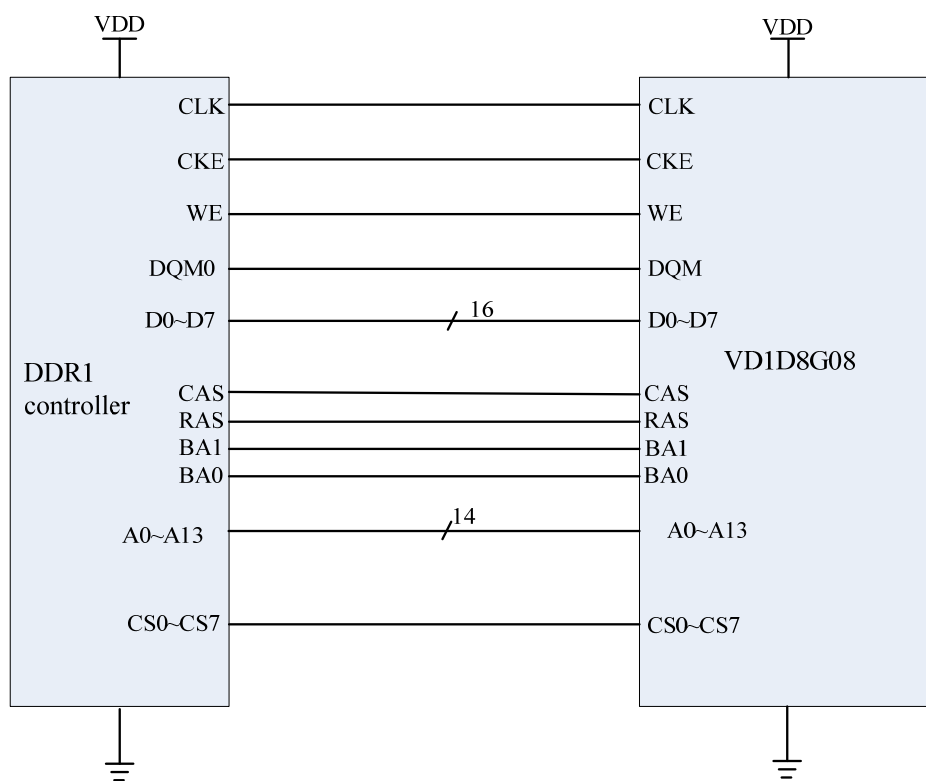 VDD VDD
CLK CLK
CKE CKE
WE WE
DQM0 DQM
D0~D7 16 D0~D7
DDR1
controller
VD1D8G08
CAS CAS
RAS RAS
BA1 BA1
BA0 BA0
A0~A13 14 A0~A13
CS0~CS7 CS0~CS7